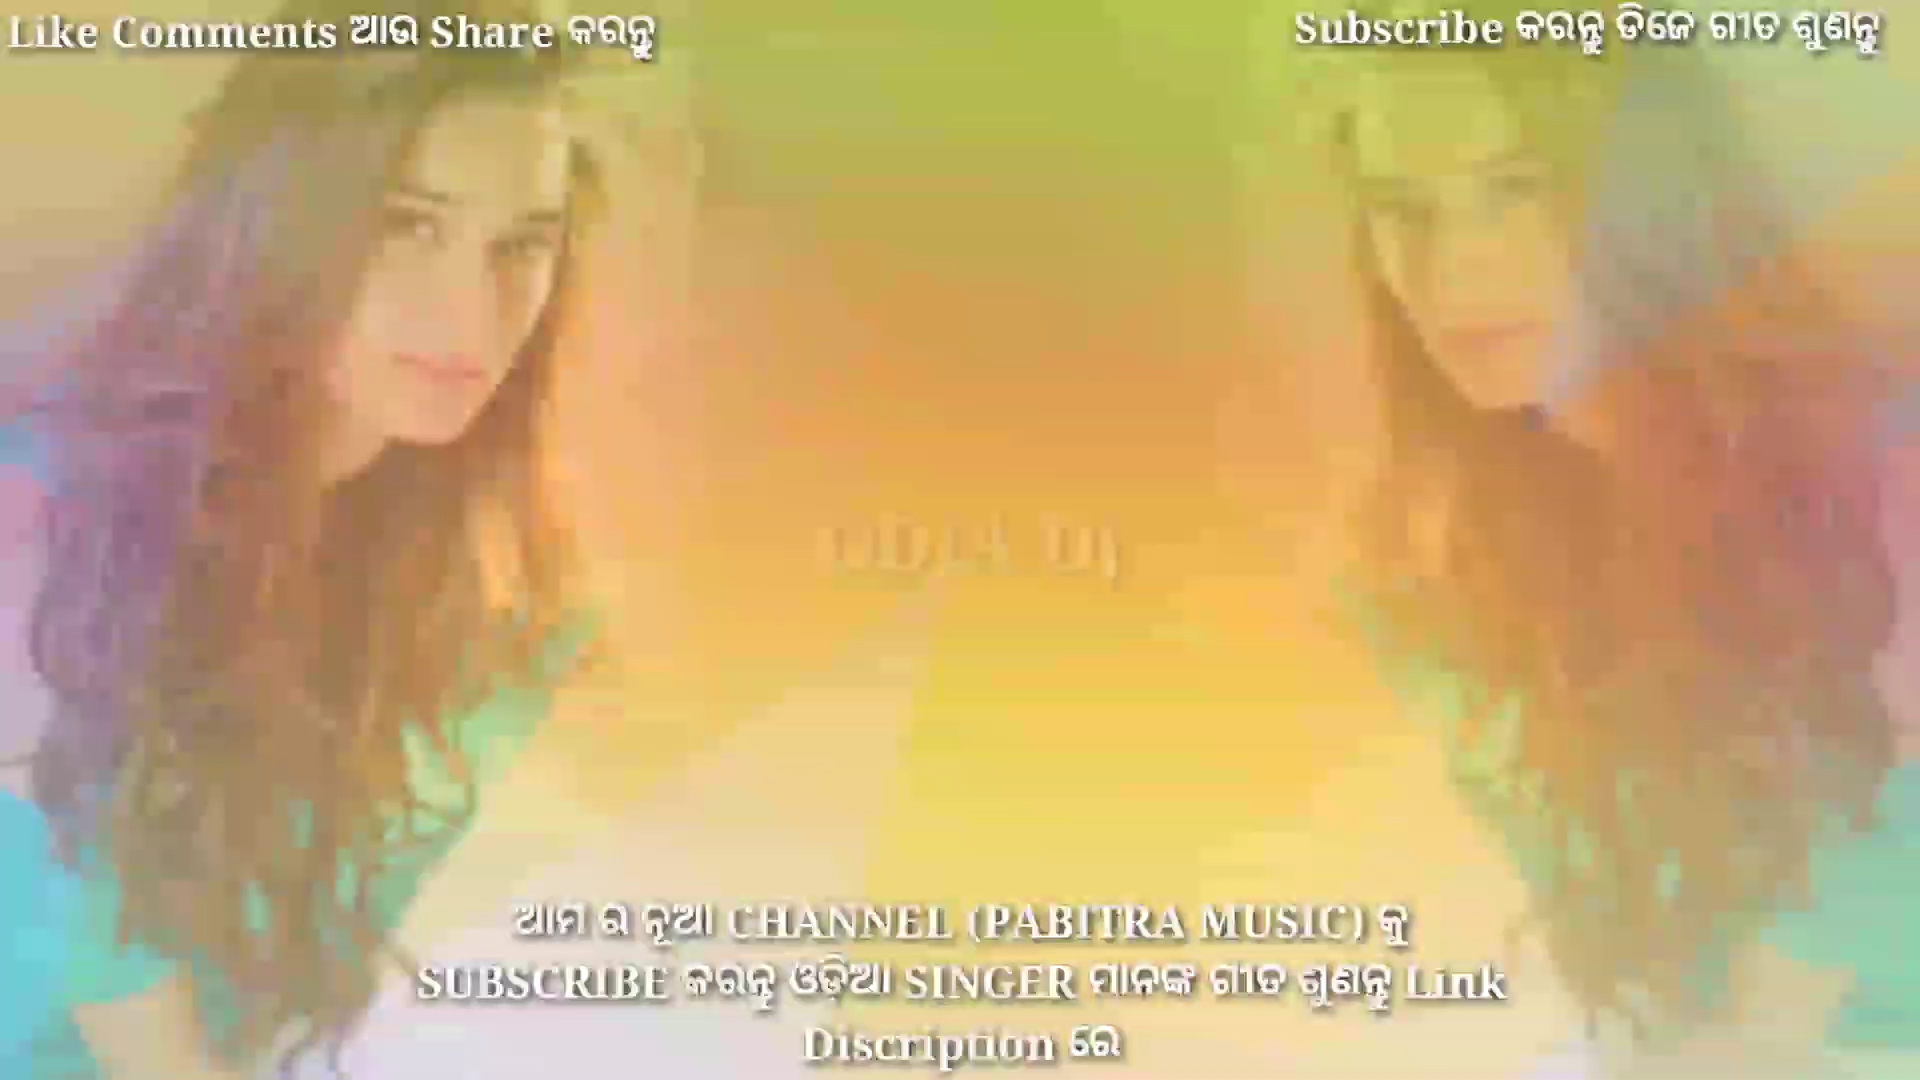 Like Comments ଆଉ Share କରନ୍ତୁ
Subscribe କରନ୍ତୁ ଡିଜେ ଗୀତ ଶୁଣନ୍ତୁ
ଆମ ର ନୂଆ CHANNEL (PABITRA MUSIC) କୁ
SUBSCRIBE କରନ୍ତୁ ଓଡ଼ିଆ SINGER ମାନଙ୍କ ଗୀତ ଶୁଣନ୍ତୁ Link
Discription ରେ